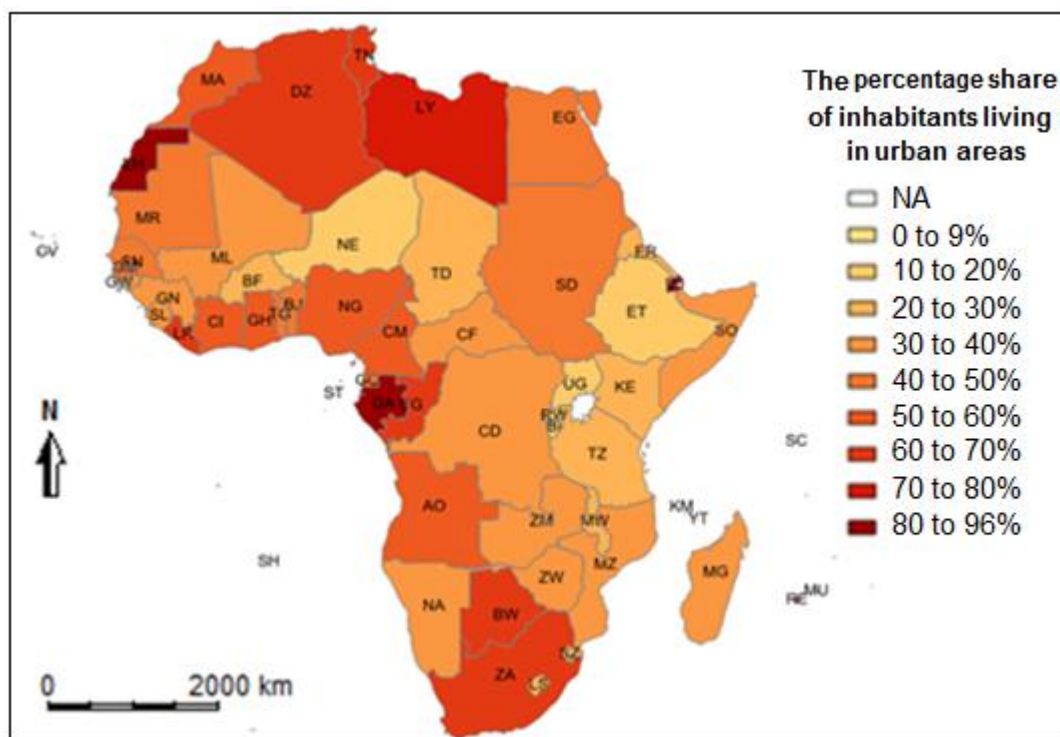 The percentage share
of inhabitants living
in urban areas
NA
0 to 9%
10 to 20%
20 to 30%
30 to 40%
40 to 50%
50 to 60%
60 to 70%
70 to 80%
80 to 96%
TN
MA
DZ
LY
EG
MR
CV
ML
NE
TD
SD
ER
SN
GW
BF
GN
SL
LR
CI
GH
TG
BJ
NG
CM
CF
ET
SO
ST
GA
CG
CD
UG
KE
RW
BI
TZ
SC
AO
ZM
MW
KM
YT
SH
MZ
MG
NA
ZW
BW
MU
RE
ZA
SZ
LS
N
0
2000 km